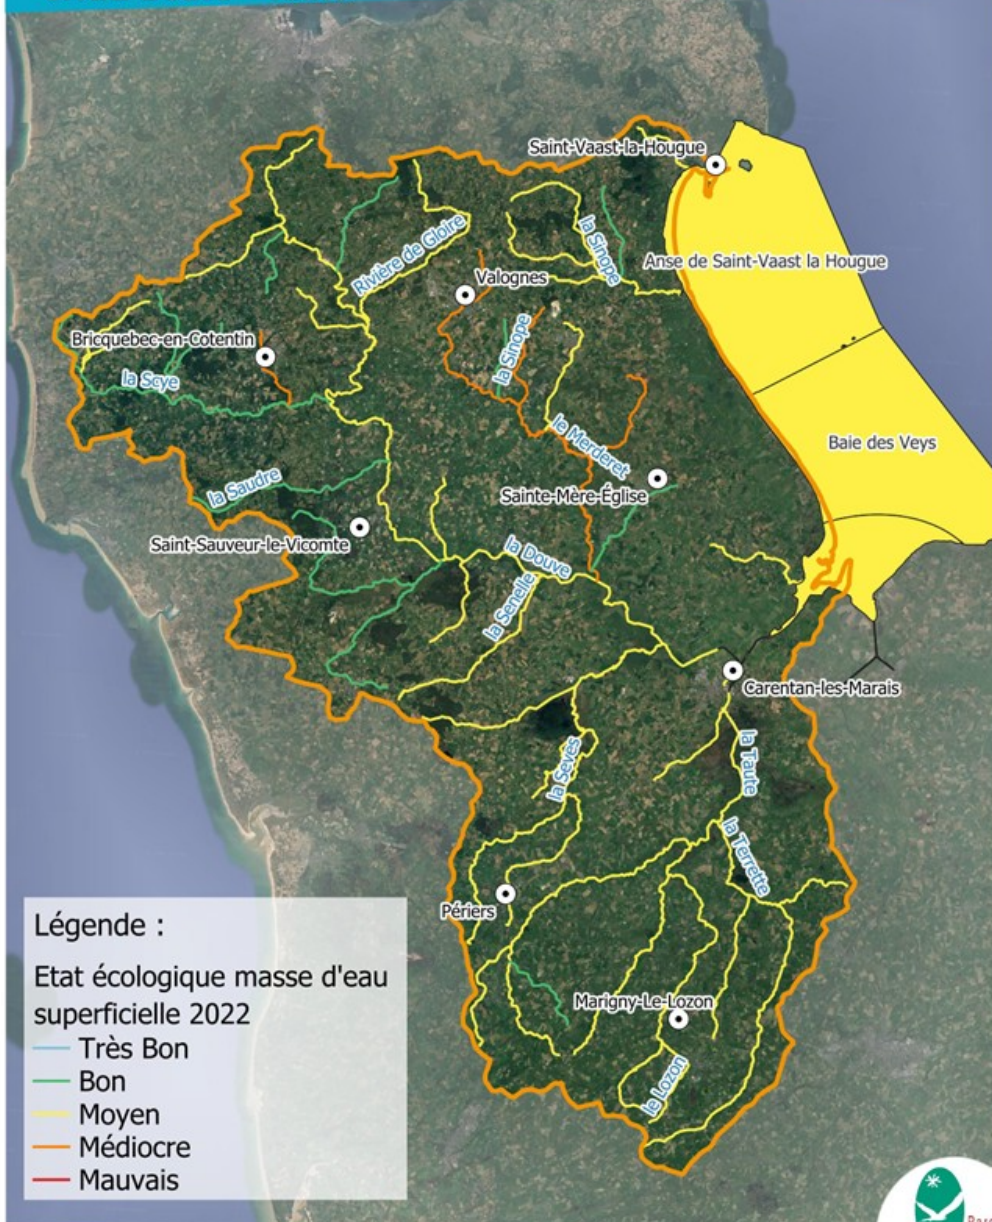 Saint-Vaast-la-Hougue
la Sinope
Rivière de Gloire
Anse de Saint-Vaast la Hougue
Valognes
Bricquebec-en-Cotentin
la Sinope
la Scye
le Merderet
Baie des Veys
la Saudre
Sainte-Mère-Église
Saint-Sauveur-le-Vicomte
la Douve
la Senelle
Carentan-les-Marais
la Sèves
la Taute
la Terrette
Périers
Marigny-Le-Lozon
le Lozon
Légende :
Etat écologique masse d'eau
superficielle 2022
Très Bon
Bon
Moyen
Médiocre
Mauvais